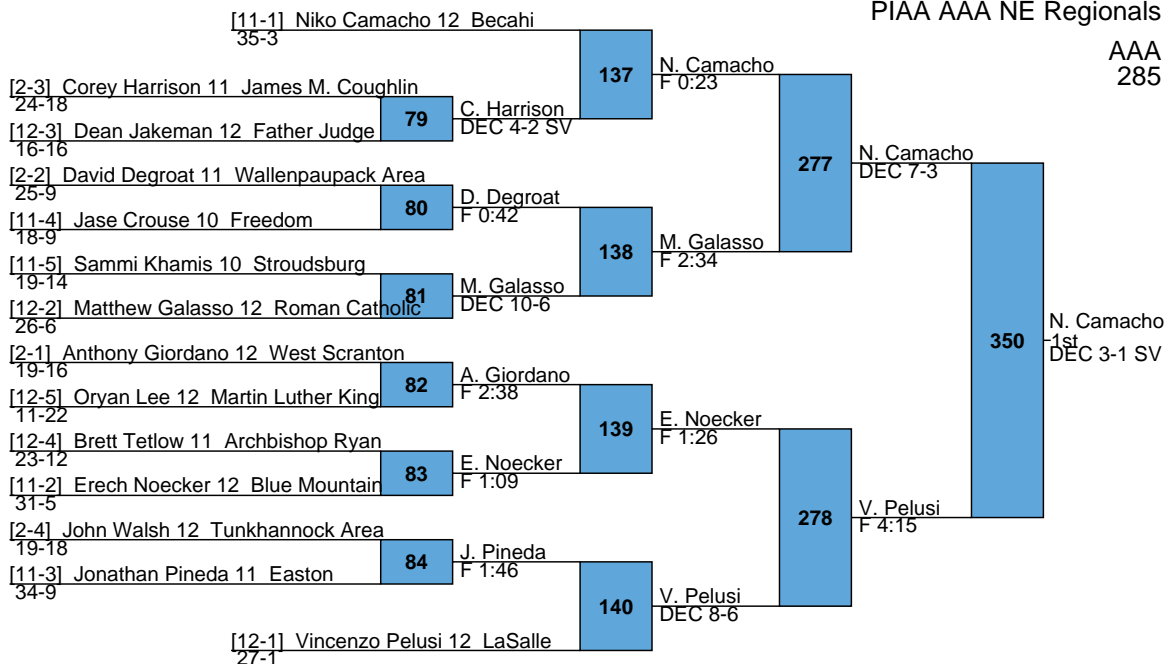 PIAA AAA NE Regionals
AAA
285
[11-1] Niko Camacho 12 Becahi
35-3
[2-3] Corey Harrison 11 James M. Coughlin
24-18
[12-3] Dean Jakeman 12 Father Judge
16-16
[2-2] David Degroat 11 Wallenpaupack Area
25-9
[11-4] Jase Crouse 10 Freedom
18-9
[11-5] Sammi Khamis 10 Stroudsburg
19-14
[12-2] Matthew Galasso 12 Roman Catholic
26-6
[2-1] Anthony Giordano 12 West Scranton
19-16
[12-5] Oryan Lee 12 Martin Luther King
11-22
[12-4] Brett Tetlow 11 Archbishop Ryan
23-12
[11-2] Erech Noecker 12 Blue Mountain
31-5
[2-4] John Walsh 12 Tunkhannock Area
19-18
[11-3] Jonathan Pineda 11 Easton
34-9
[12-1] Vincenzo Pelusi 12 LaSalle
27-1
79
C. Harrison
DEC 4-2 SV
80
D. Degroat
F 0:42
81
M. Galasso
DEC 10-6
82
A. Giordano
F 2:38
83
E. Noecker
F 1:09
84
J. Pineda
F 1:46
137
N. Camacho
F 0:23
138
M. Galasso
F 2:34
139
E. Noecker
F 1:26
140
V. Pelusi
DEC 8-6
277
N. Camacho
DEC 7-3
278
V. Pelusi
F 4:15
350
N. Camacho
1st
DEC 3-1 SV